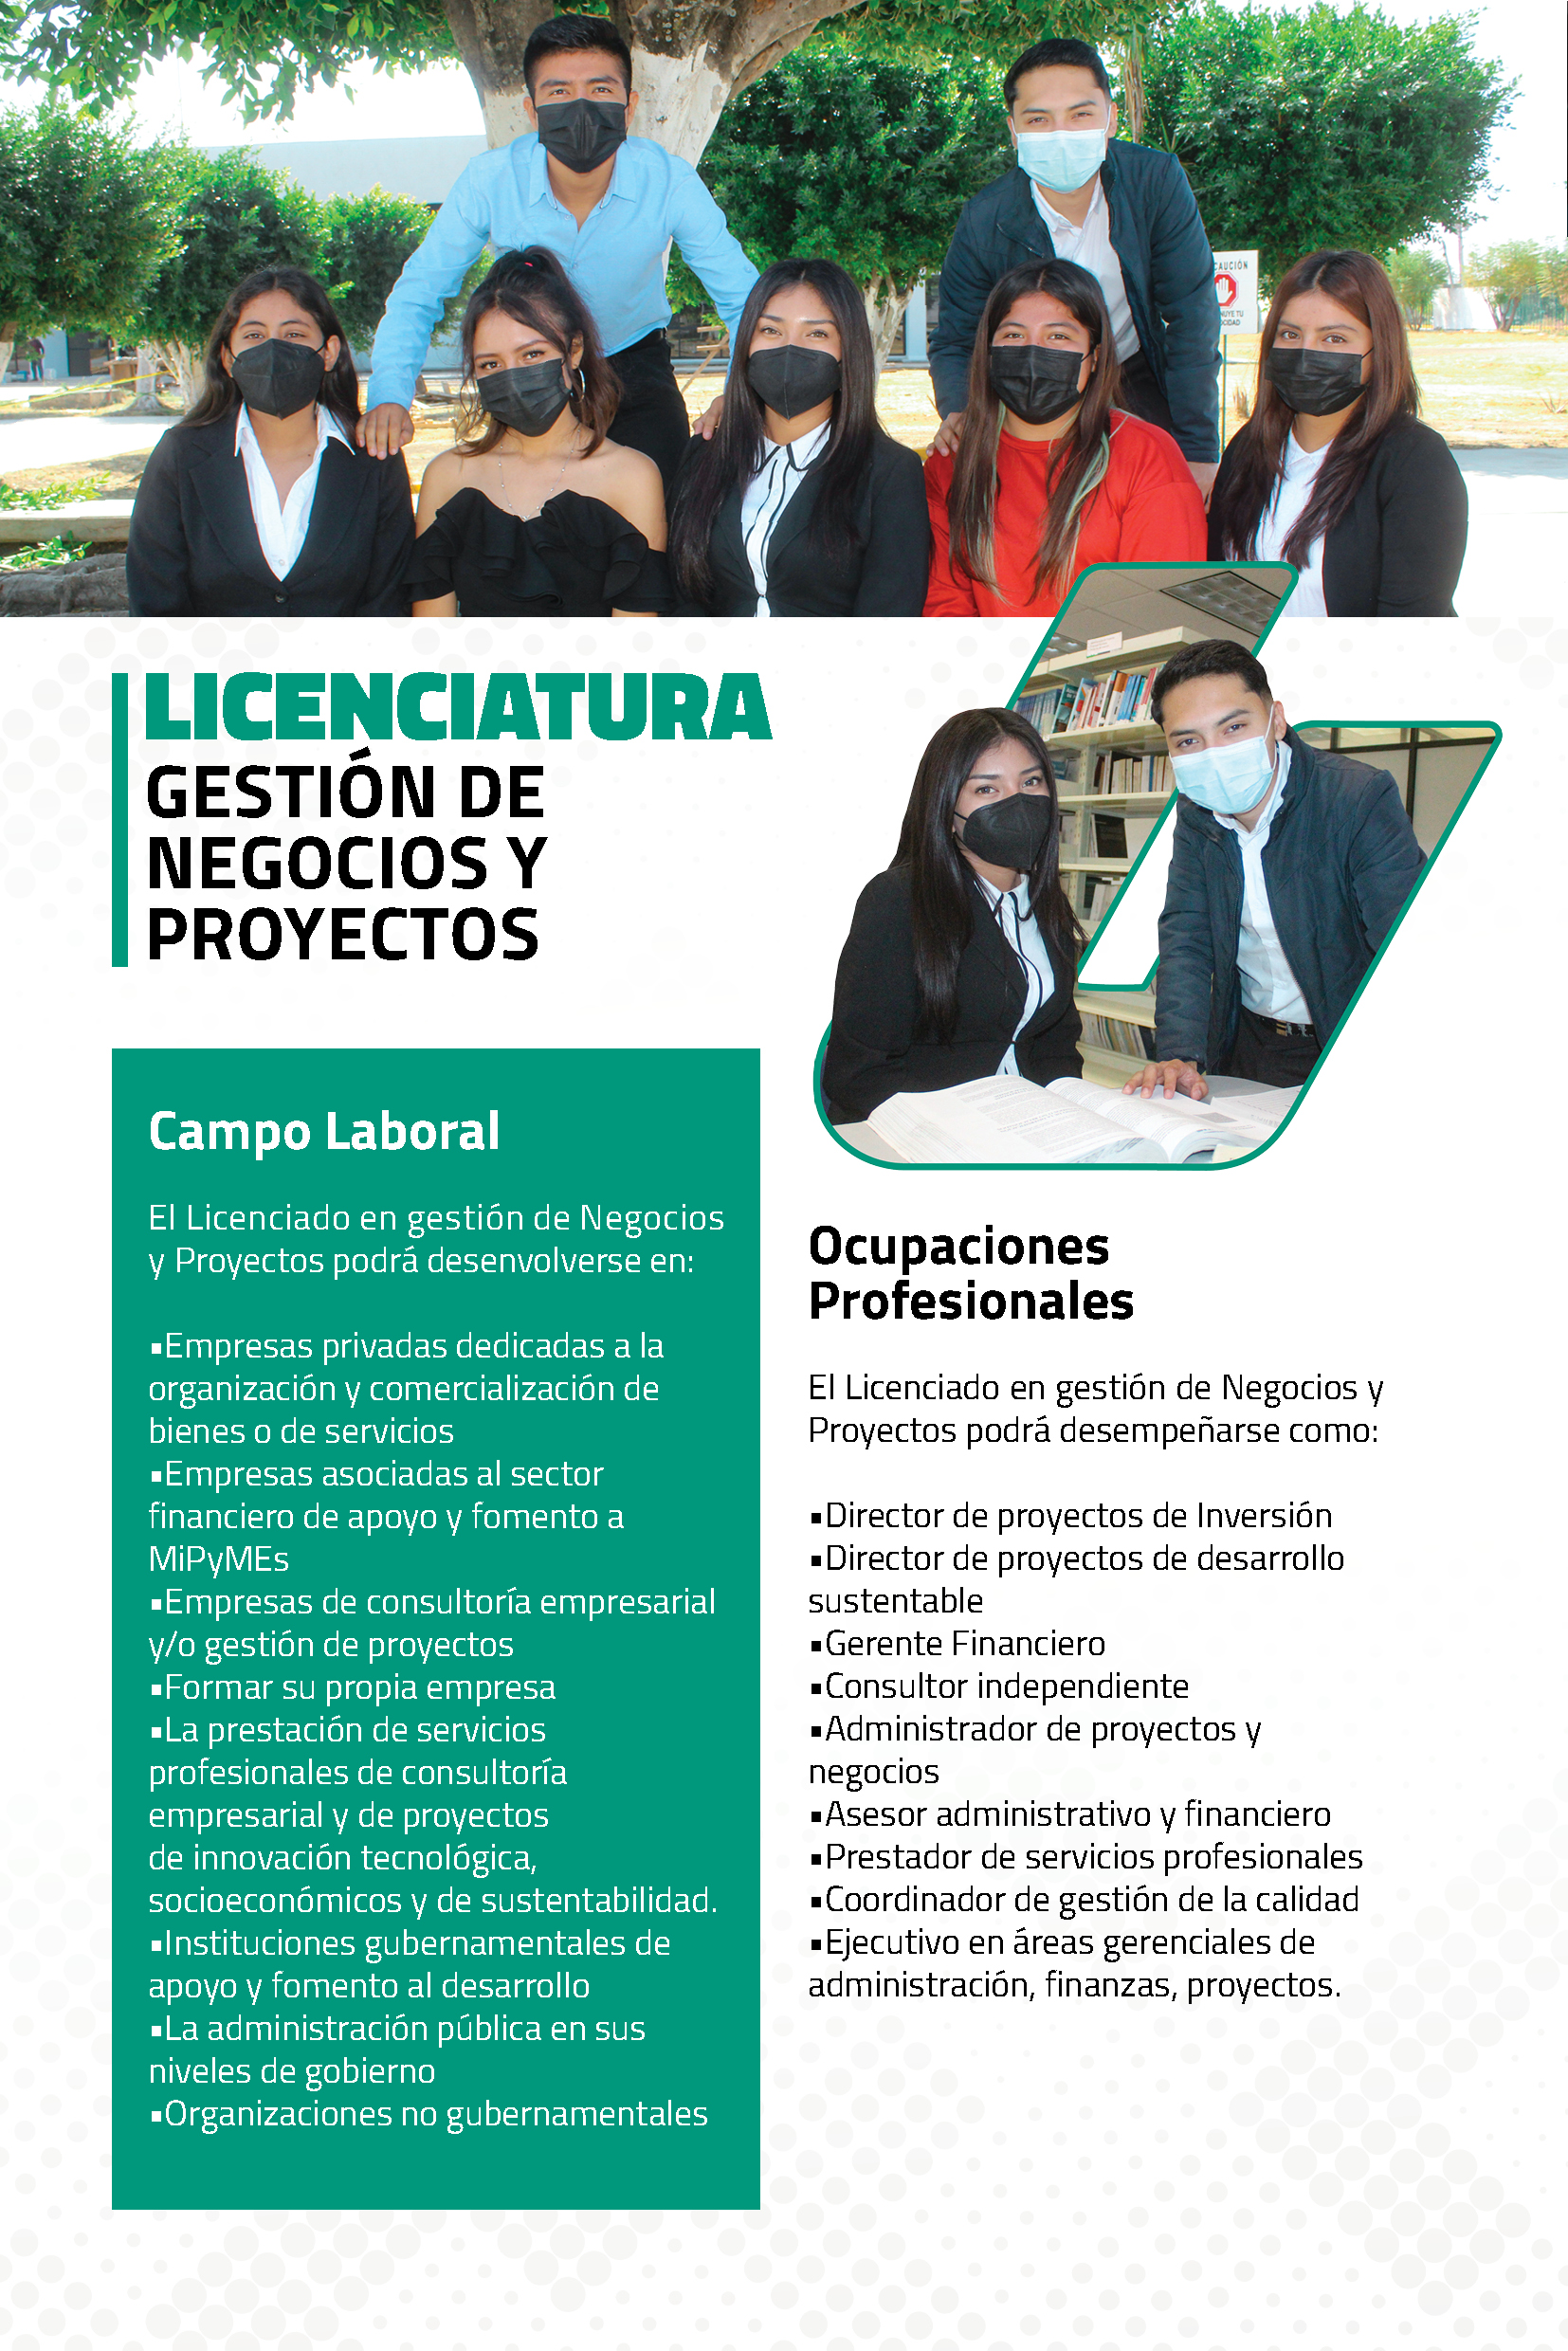 CAUCIÓN
LICENCIATURA
GESTIÓN DE
NEGOCIOS Y
PROYECTOS
Campo Laboral
El Licenciado en gestión de Negocios
y Proyectos podrá desenvolverse en:
▪Empresas privadas dedicadas a la
organización y comercialización de
bienes o de servicios
▪Empresas asociadas al sector
financiero de apoyo y fomento a
MiPyMEs
▪Empresas de consultoría empresarial
y/o gestión de proyectos
▪Formar su propia empresa
▪La prestación de servicios
profesionales de consultoría
empresarial y de proyectos
de innovación tecnológica,
socioeconómicos y de sustentabilidad.
▪Instituciones gubernamentales de
apoyo y fomento al desarrollo
▪La administración pública en sus
niveles de gobierno
▪Organizaciones no gubernamentales
Ocupaciones
Profesionales
El Licenciado en gestión de Negocios y
Proyectos podrá desempeñarse como:
▪Director de proyectos de Inversión
▪Director de proyectos de desarrollo
sustentable
▪Gerente Financiero
▪Consultor independiente
▪Administrador de proyectos y
negocios
▪Asesor administrativo y financiero
▪Prestador de servicios profesionales
▪Coordinador de gestión de la calidad
▪Ejecutivo en áreas gerenciales de
administración, finanzas, proyectos.